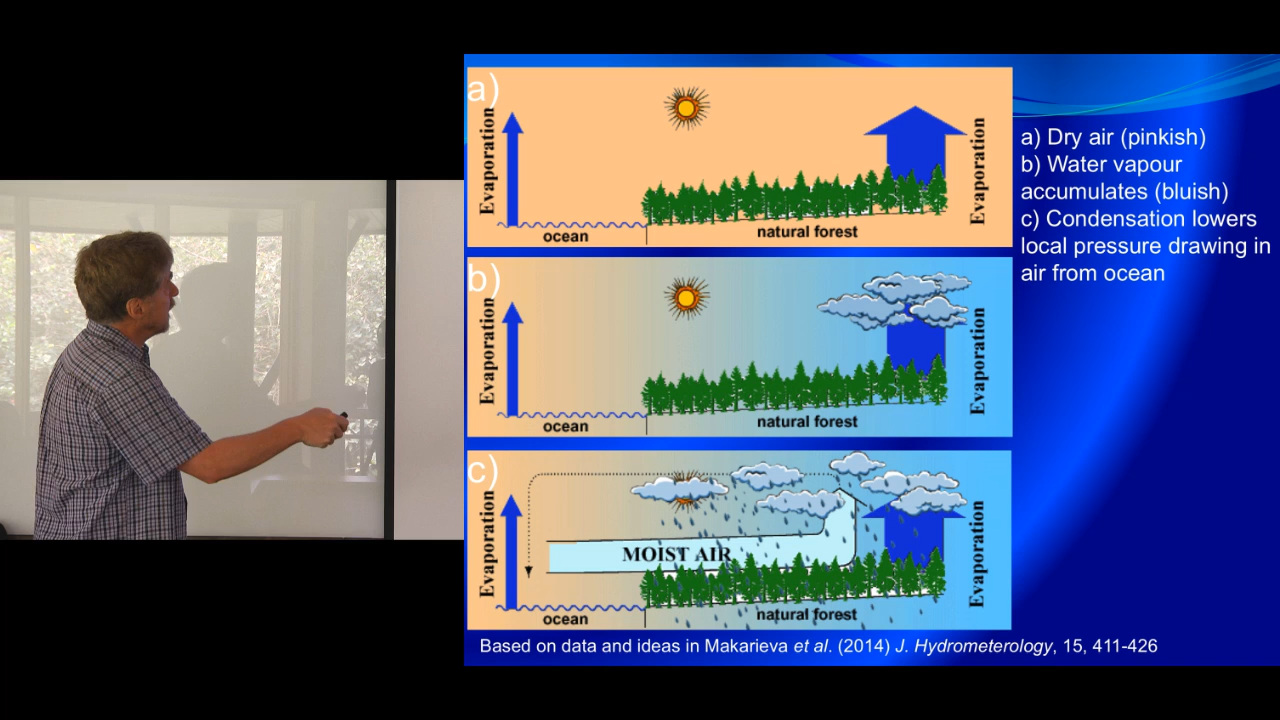 a)
Evaporation
Evaporation
ocean
natural forest
b)
Evaporation
Evaporation
ocean
natural forest
c)
Evaporation
MOIST AIR
Evaporation
ocean
natural forest
a) Dry air (pinkish)
b) Water vapour
accumulates (bluish)
c) Condensation lowers
local pressure drawing in
air from ocean
Based on data and ideas in Makarieva et al. (2014) J. Hydrometerology, 15, 411-426